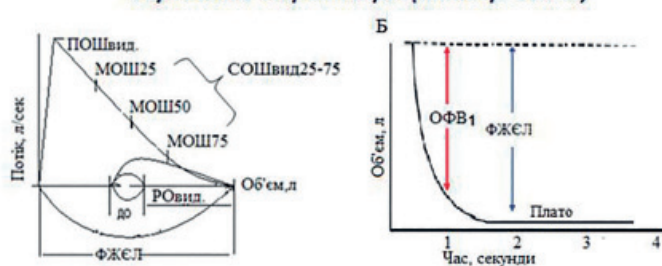 ПОШвид.
МОШ25
СОШвид25-75
МОШ50
МОШ75
Потік, л/сек
Об'єм,л
до
РОвид.
ФЖЄЛ
Б
ОФВ1
ФЖЄЛ
Об'єм, л
Плато
1 2 3 4
Час, секунди